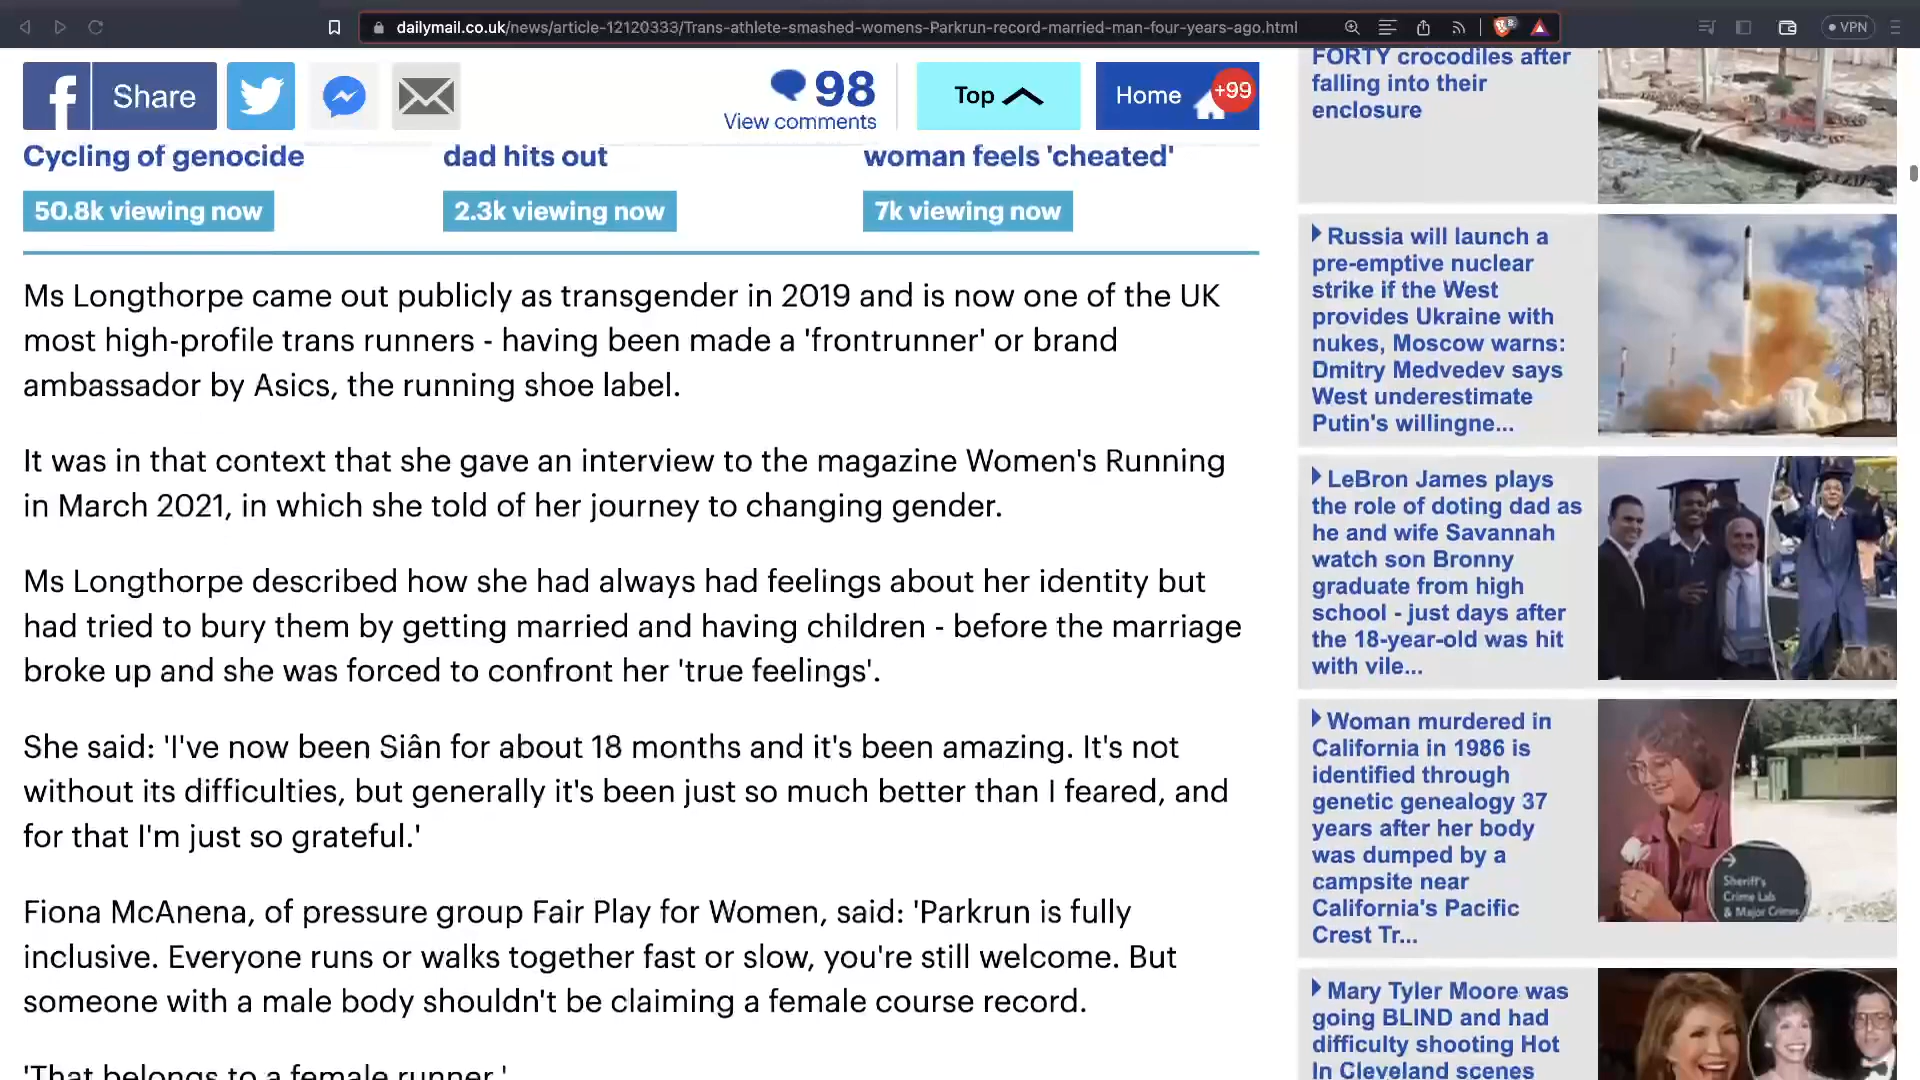 dailymail.co.uk/news/article-12120333/Trans-athlete-smashed-womens-Parkrun-record-married-man-four-years-ago.html
VPN
Share
98
View comments
Top
Home
+99
Cycling of genocide
50.8k viewing now
dad hits out
2.3k viewing now
woman feels 'cheated'
7k viewing now
Ms Longthorpe came out publicly as transgender in 2019 and is now one of the UK
most high-profile trans runners - having been made a 'frontrunner' or brand
ambassador by Asics, the running shoe label.
It was in that context that she gave an interview to the magazine Women's Running
in March 2021, in which she told of her journey to changing gender.
Ms Longthorpe described how she had always had feelings about her identity but
had tried to bury them by getting married and having children - before the marriage
broke up and she was forced to confront her 'true feelings'.
She said: 'I've now been Siân for about 18 months and it's been amazing. It's not
without its difficulties, but generally it's been just so much better than I feared, and
for that I'm just so grateful.'
Fiona McAnena, of pressure group Fair Play for Women, said: 'Parkrun is fully
inclusive. Everyone runs or walks together fast or slow, you're still welcome. But
someone with a male body shouldn't be claiming a female course record.
'That belongs to a female runner.'
FORTY crocodiles after
falling into their
enclosure
Russia will launch a
pre-emptive nuclear
strike if the West
provides Ukraine with
nukes, Moscow warns:
Dmitry Medvedev says
West underestimate
Putin's willingne...
LeBron James plays
the role of doting dad as
he and wife Savannah
watch son Bronny
graduate from high
school - just days after
the 18-year-old was hit
with vile...
Woman murdered in
California in 1986 is
identified through
genetic genealogy 37
years after her body
was dumped by a
campsite near
California's Pacific
Crest Tr...
Sheriff's
Crime Lab
& Major Crimes
Mary Tyler Moore was
going BLIND and had
difficulty shooting Hot
In Cleveland scenes